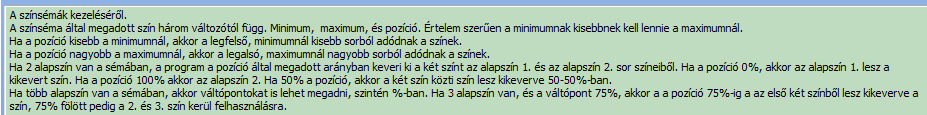 A színsémák kezeléséről.
A színséma által megadott szín három változótól függ. Minimum,  maximum, és pozíció. Értelem szerűen a minimumnak kisebbnek kell lennie a maximumnál.
Ha a pozíció kisebb a minimumnál, akkor a legfelső, minimumnál kisebb sorból adódnak a színek.
Ha a pozíció nagyobb a maximumnál, akkor a legalsó, maximumnál nagyobb sorból adódnak a színek.
Ha 2 alapszín van a sémában, a program a pozíció által megadott arányban keveri ki a két színt az alapszín 1. és az alapszín 2. sor színeiből. Ha a pozíció 0%, akkor az alapszín 1. lesz a
kikevert szín. Ha a pozíció 100% akkor az alapszín 2. Ha 50% a pozíció, akkor a két szín közti szín lesz kikeverve 50-50%-ban.
Ha több alapszín van a sémában, akkor váltópontokat is lehet megadni, szintén %-ban. Ha 3 alapszín van, és a váltópont 75%, akkor a a pozíció 75%-ig a az első két színből lesz kikeverve a
szín, 75% fölött pedig a 2. és 3. szín kerül felhasználásra.